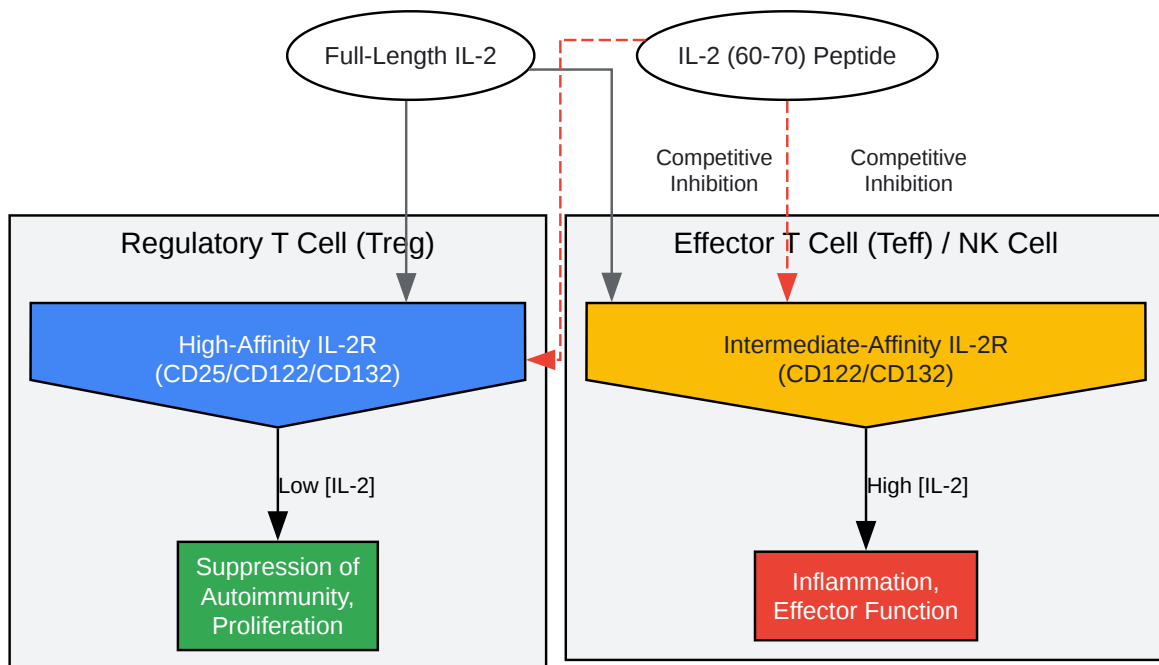 Full-Length IL-2
IL-2 (60-70) Peptide
Competitive
Inhibition
Competitive
Inhibition
Regulatory T Cell (Treg)
Effector T Cell (Teff) / NK Cell
High-Affinity IL-2R
(CD25/CD122/CD132)
Intermediate-Affinity IL-2R
(CD122/CD132)
Low [IL-2]
High [IL-2]
Suppression of
Autoimmunity,
Proliferation
Inflammation,
Effector Function